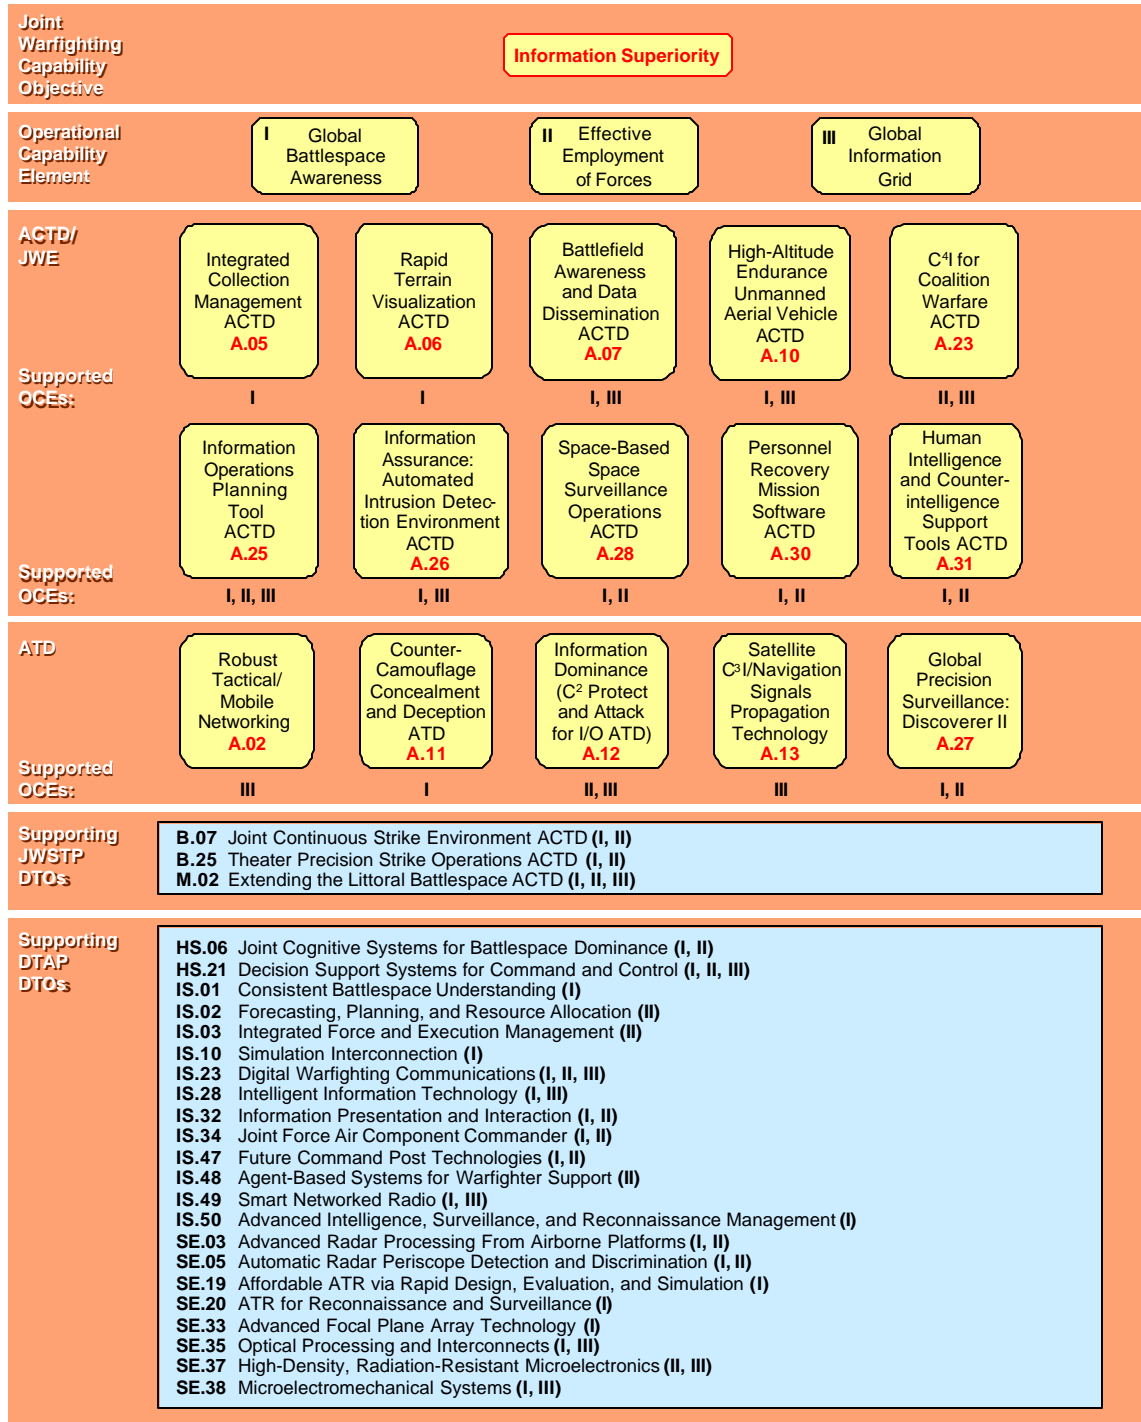 Joint
Warfighting
Capability
Objective
Information Superiority
Operational
Capability
Element
I Global
Battlespace
Awareness
II Effective
Employment
of Forces
III Global
Information
Grid
ACTD/
JWE
Integrated
Collection
Management
ACTD
A.05
Rapid
Terrain
Visualization
ACTD
A.06
Battlefield
Awareness
and Data
Dissemination
ACTD
A.07
High-Altitude
Endurance
Unmanned
Aerial Vehicle
ACTD
A.10
C4I for
Coalition
Warfare
ACTD
A.23
Supported
OCEs:
I
I
I, III
I, III
II, III
Information
Operations
Planning
Tool
ACTD
A.25
Information
Assurance:
Automated
Intrusion Detec-
tion Environment
ACTD
A.26
Space-Based
Space
Surveillance
Operations
ACTD
A.28
Personnel
Recovery
Mission
Software
ACTD
A.30
Human
Intelligence
and Counter-
intelligence
Support
Tools ACTD
A.31
Supported
OCEs:
I, II, III
I, III
I, II
I, II
I, II
ATD
Robust
Tactical/
Mobile
Networking
A.02
Counter-
Camouflage
Concealment
and Deception
ATD
A.11
Information
Dominance
(C2 Protect
and Attack
for I/O ATD)
A.12
Satellite
C3I/Navigation
Signals
Propagation
Technology
A.13
Global
Precision
Surveillance:
Discoverer II
A.27
Supported
OCEs:
III
I
II, III
III
I, II
Supporting
JWSTP
DTOs
B.07 Joint Continuous Strike Environment ACTD (I, II)
B.25 Theater Precision Strike Operations ACTD (I, II)
M.02 Extending the Littoral Battlespace ACTD (I, II, III)
Supporting
DTAP
DTOs
HS.06 Joint Cognitive Systems for Battlespace Dominance (I, II)
HS.21 Decision Support Systems for Command and Control (I, II, III)
IS.01 Consistent Battlespace Understanding (I)
IS.02 Forecasting, Planning, and Resource Allocation (II)
IS.03 Integrated Force and Execution Management (II)
IS.10 Simulation Interconnection (I)
IS.23 Digital Warfighting Communications (I, II, III)
IS.28 Intelligent Information Technology (I, III)
IS.32 Information Presentation and Interaction (I, II)
IS.34 Joint Force Air Component Commander (I, II)
IS.47 Future Command Post Technologies (I, II)
IS.48 Agent-Based Systems for Warfighter Support (II)
IS.49 Smart Networked Radio (I, III)
IS.50 Advanced Intelligence, Surveillance, and Reconnaissance Management (I)
SE.03 Advanced Radar Processing From Airborne Platforms (I, II)
SE.05 Automatic Radar Periscope Detection and Discrimination (I, II)
SE.19 Affordable ATR via Rapid Design, Evaluation, and Simulation (I)
SE.20 ATR for Reconnaissance and Surveillance (I)
SE.33 Advanced Focal Plane Array Technology (I)
SE.35 Optical Processing and Interconnects (I, III)
SE.37 High-Density, Radiation-Resistant Microelectronics (II, III)
SE.38 Microelectromechanical Systems (I, III)